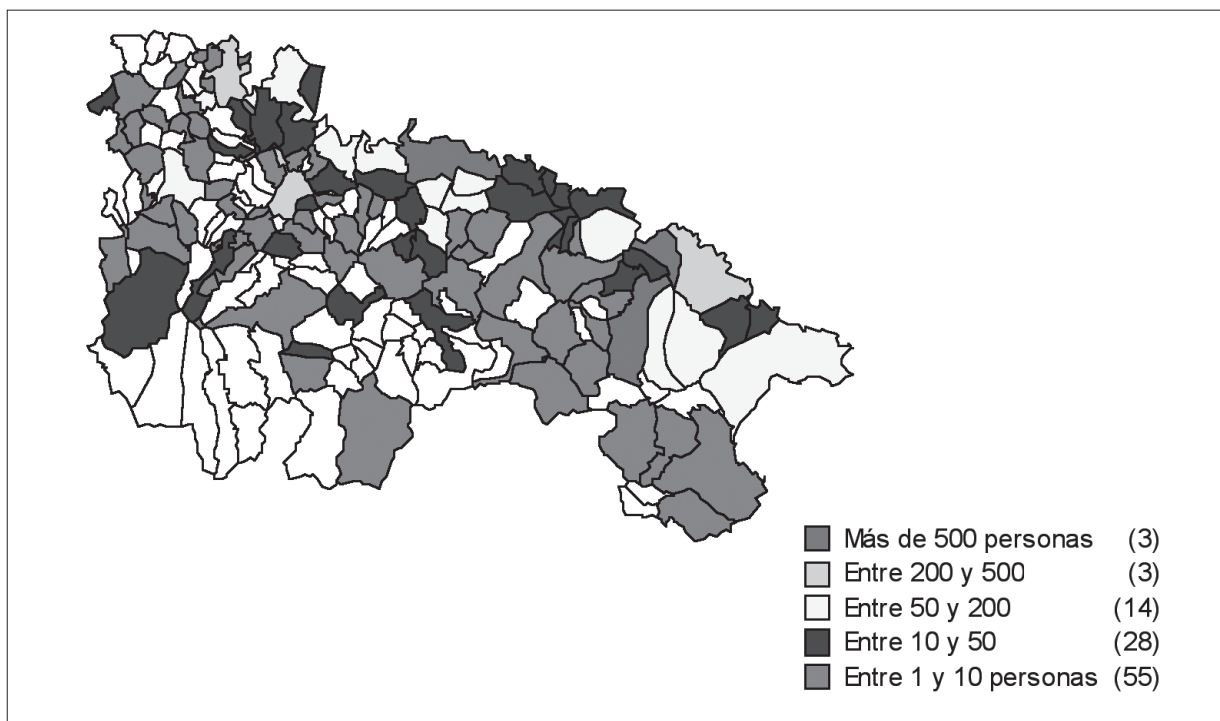 Más de 500 personas (3)
Entre 200 y 500 (3)
Entre 50 y 200 (14)
Entre 10 y 50 (28)
Entre 1 y 10 personas (55)